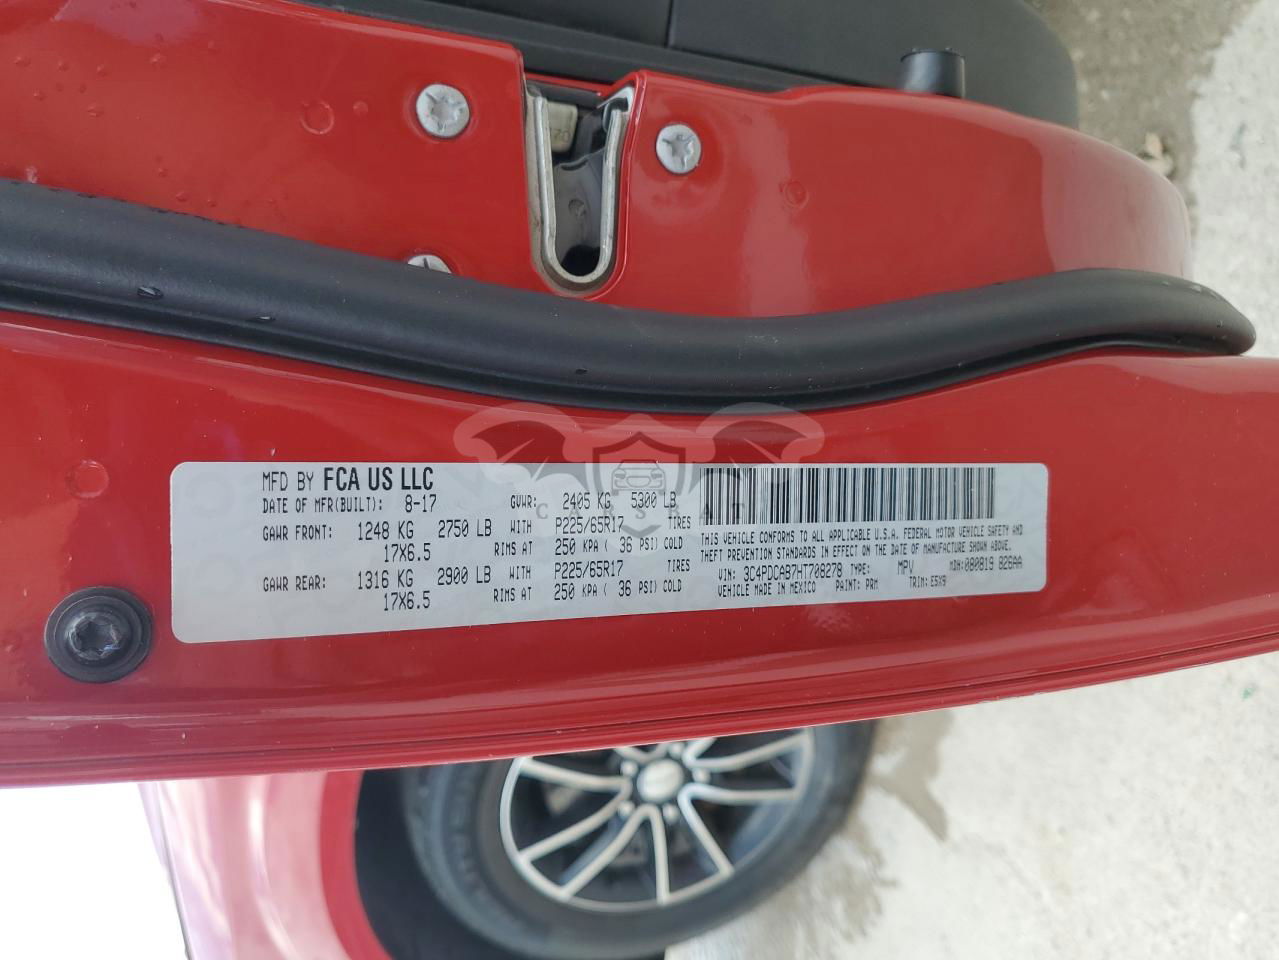 MFD BY FCA US LLC
DATE OF MFR(BUILT): 8-17 GVWR: 2405 KG 5300 LB
GAWR FRONT: 1248 KG 2750 LB WITH P225/65R17 TIRES
17X6.5 RIMS AT 250 KPA ( 36 PSI) COLD
GAWR REAR: 1316 KG 2900 LB WITH P225/65R17 TIRES
17X6.5 RIMS AT 250 KPA ( 36 PSI) COLD
THIS VEHICLE CONFORMS TO ALL APPLICABLE U.S.A. FEDERAL MOTOR VEHICLE SAFETY AND
THEFT PREVENTION STANDARDS IN EFFECT ON THE DATE OF MANUFACTURE SHOWN ABOVE.
VIN: 3C4PDCAB7HT708278 TYPE: MPV MDH: 080819 826AA
VEHICLE MADE IN MEXICO PAINT: PRM TRIM: E5X9
CARSBAT